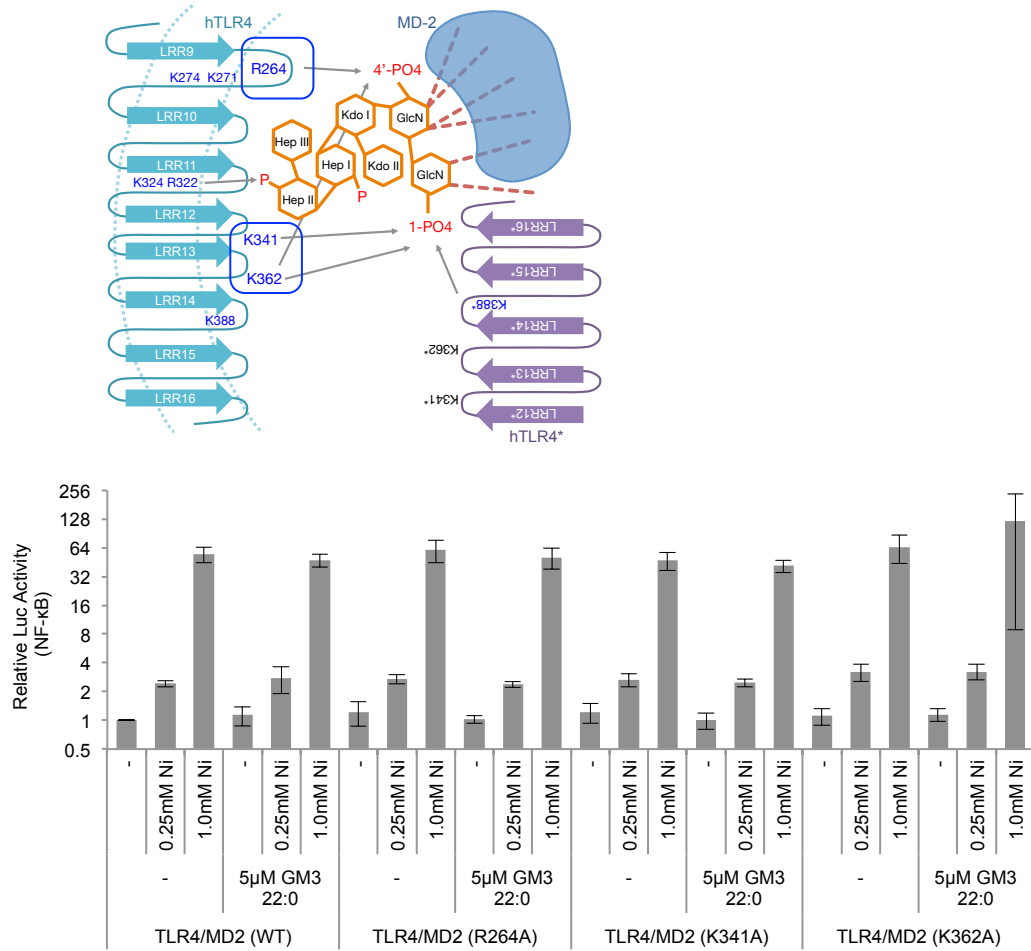 hTLR4
MD-2
LRR9
R264
K274 K271
4'-PO4
LRR10
Kdo I
GlcN
Hep III
LRR11
Hep I
Kdo II
GlcN
K324 R322
P
Hep II
P
LRR12
K341
1-PO4
LRR16*
LRR13
K362
LRR15*
LRR14
K388
K388*
LRR14*
LRR15
K362*
LRR13*
LRR16
K341*
LRR12*
hTLR4*
Relative Luc Activity
(NF-κB)
256
128
64
32
16
8
4
2
1
0.5
- 0.25mM Ni 1.0mM Ni - 0.25mM Ni 1.0mM Ni - 0.25mM Ni 1.0mM Ni - 0.25mM Ni 1.0mM Ni - 0.25mM Ni 1.0mM Ni - 0.25mM Ni 1.0mM Ni - 0.25mM Ni 1.0mM Ni - 0.25mM Ni 1.0mM Ni
- 5µM GM3 - 5µM GM3 - 5µM GM3 - 5µM GM3
22:0 22:0 22:0 22:0
TLR4/MD2 (WT) TLR4/MD2 (R264A) TLR4/MD2 (K341A) TLR4/MD2 (K362A)